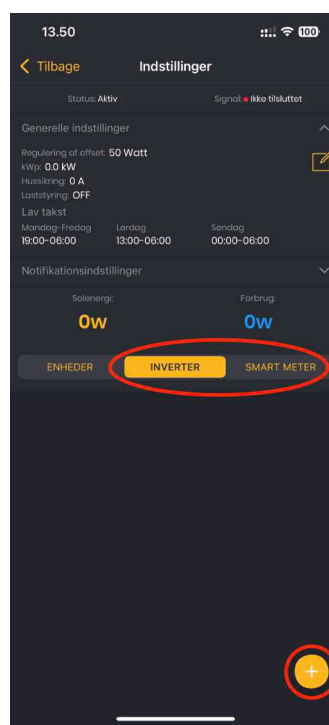 13.50
100
Tilbage
Indstillinger
Status: Aktiv
Signal: Ikke tilsluttet
Generelle indstillinger
Regulering af offset: 50 Watt
kWp: 0.0 kW
Hussikring: 0 A
Laststyring: OFF
Lav takst
Mandag-Fredag Lørdag Søndag
19:00-06:00 13:00-06:00 00:00-06:00
Notifikationsindstillinger
Solenergi: Forbrug:
0w 0w
ENHEDER INVERTER SMART METER
+